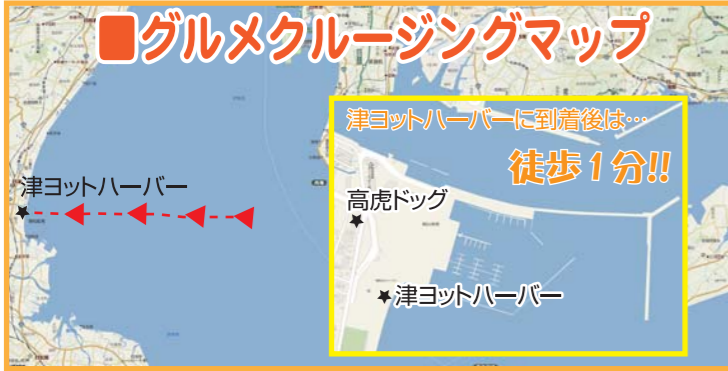 ■グルメクルージングマップ
津ヨットハーバーに到着後は…
徒歩1分!!
津ヨットハーバー
高虎ドッグ
津ヨットハーバー